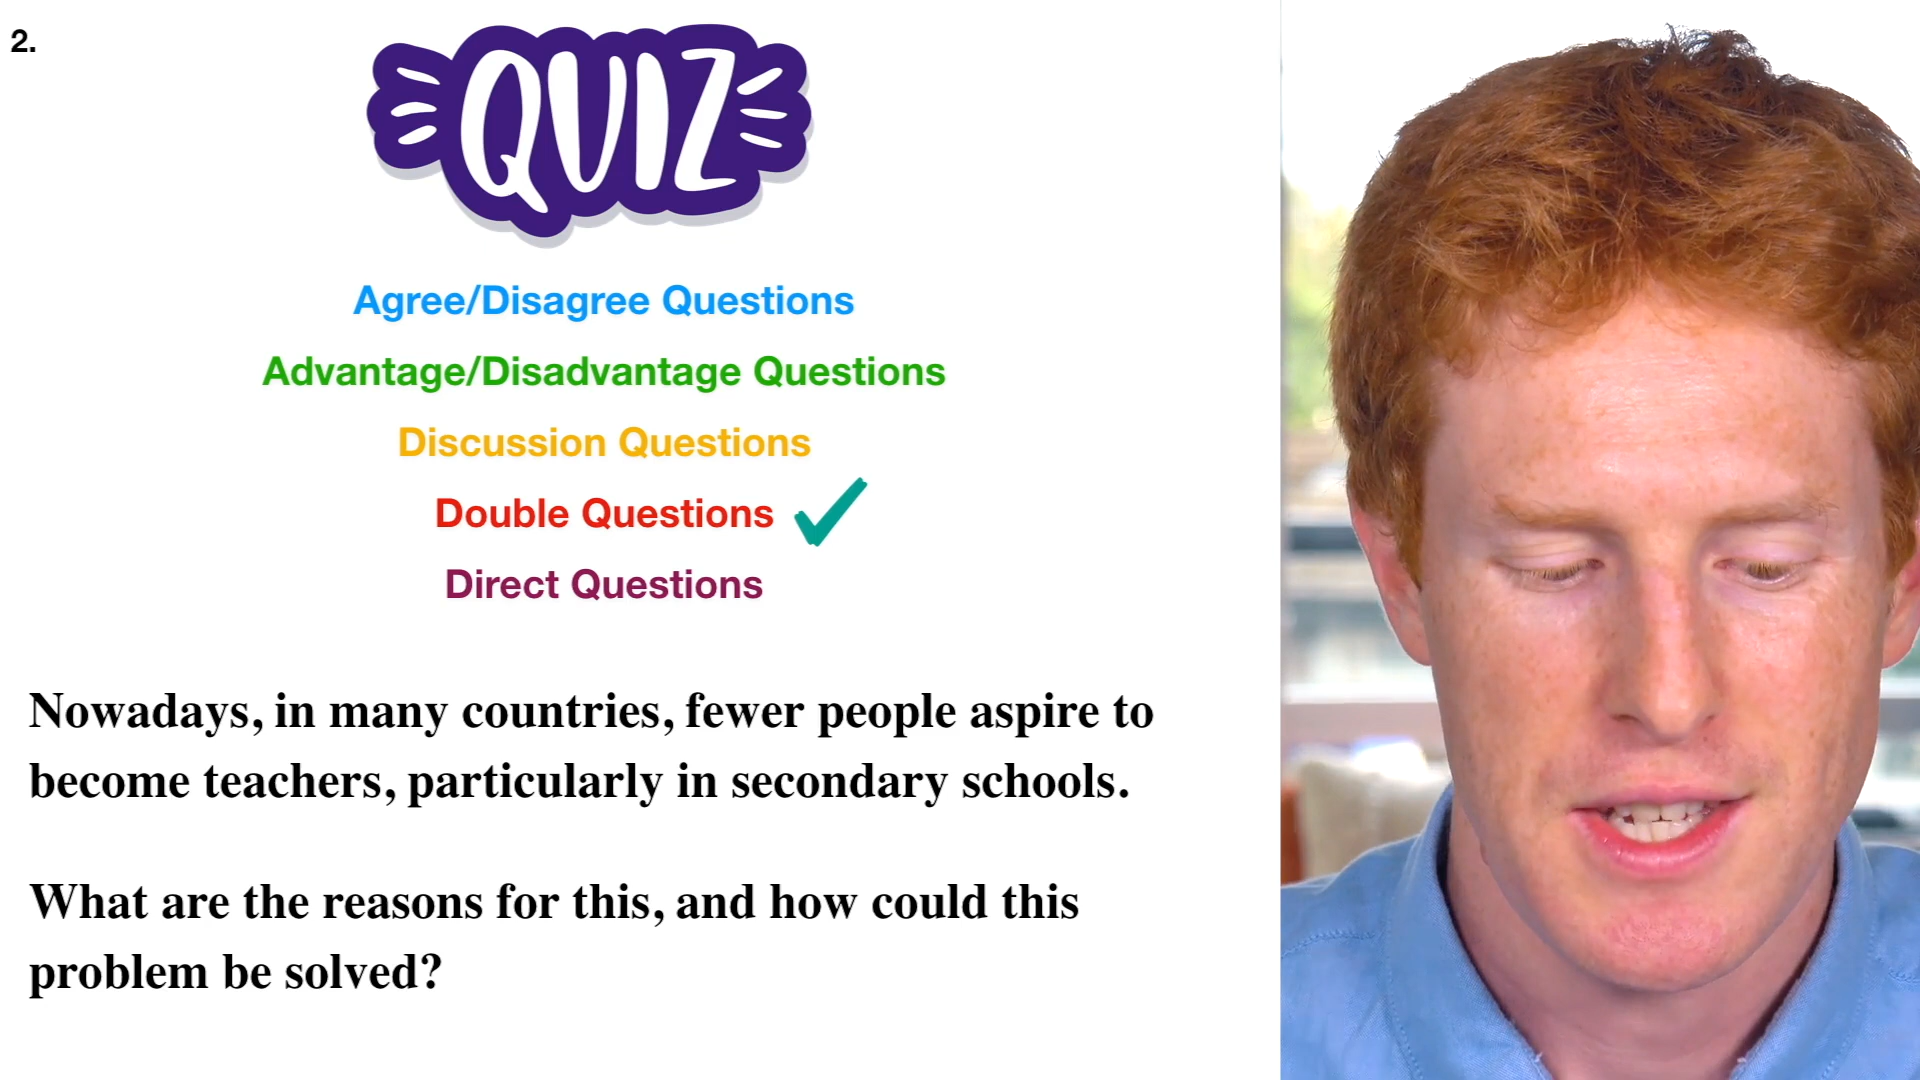 2.
QUIZ
Agree/Disagree Questions
Advantage/Disadvantage Questions
Discussion Questions
Double Questions
Direct Questions
Nowadays, in many countries, fewer people aspire to
become teachers, particularly in secondary schools.
What are the reasons for this, and how could this
problem be solved?